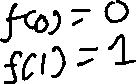 f(0) = 0
f(1) = 1